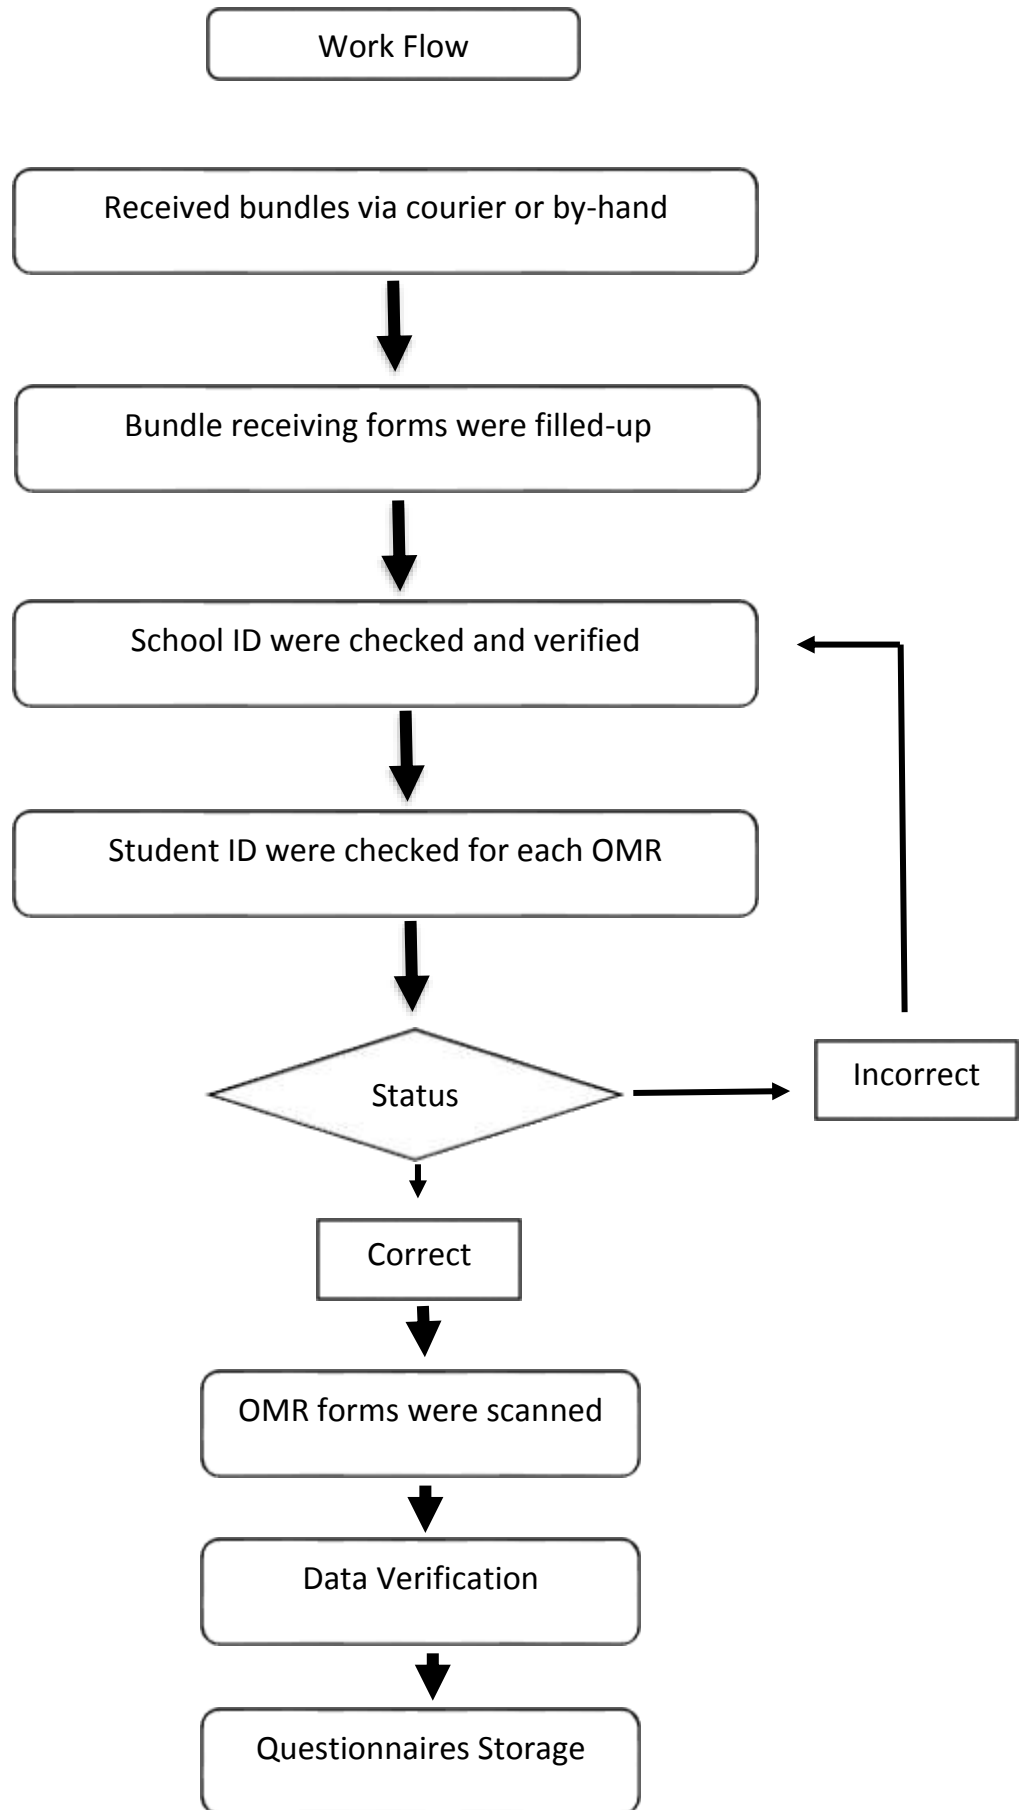 Work Flow
Received bundles via courier or by-hand
Bundle receiving forms were filled-up
School ID were checked and verified
Student ID were checked for each OMR
Status
Incorrect
Correct
OMR forms were scanned
Data Verification
Questionnaires Storage